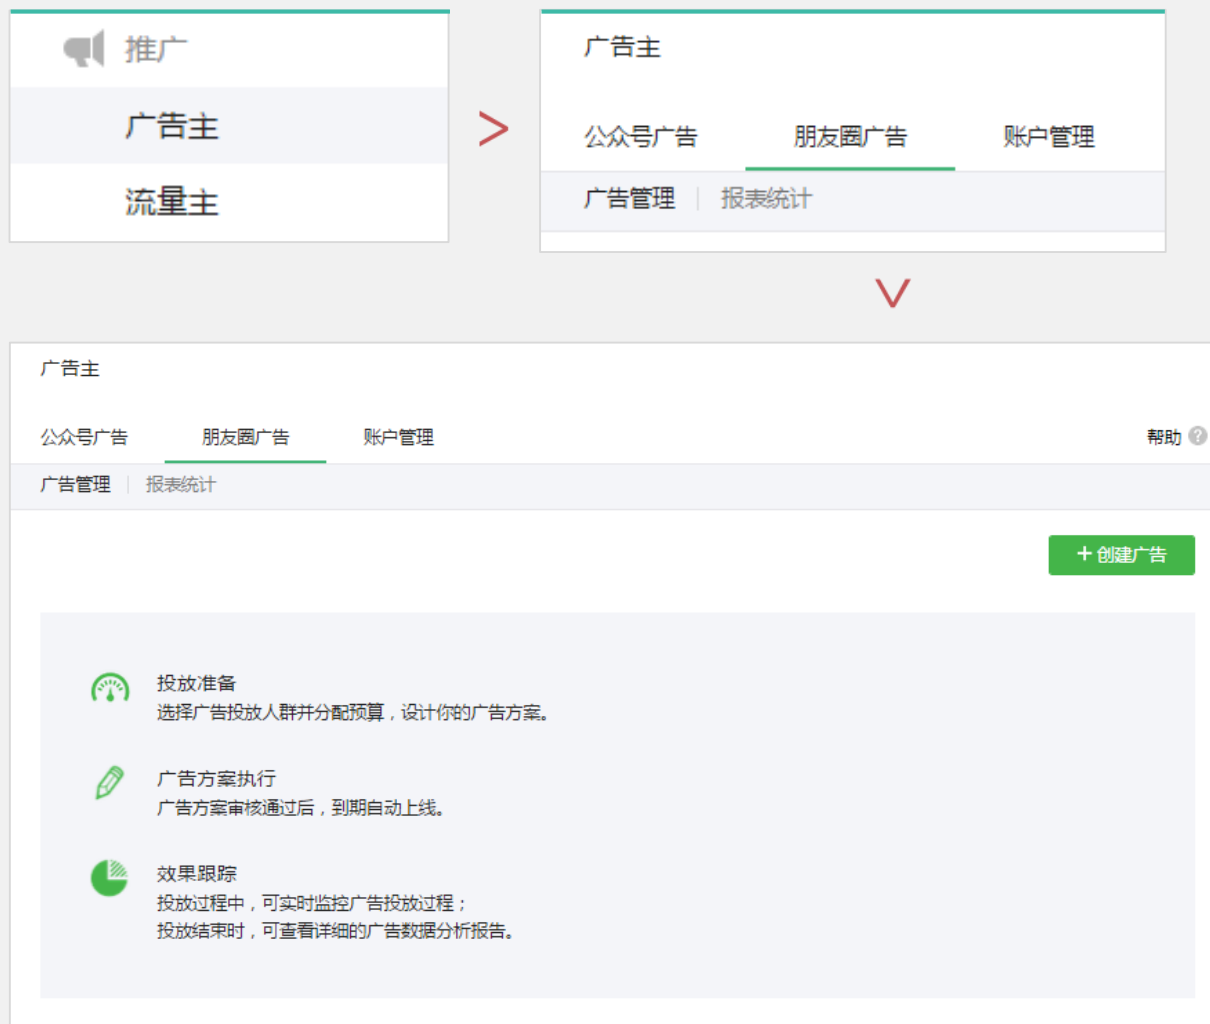 推广
广告主
流量主
>
广告主
公众号广告 朋友圈广告 账户管理
广告管理 | 报表统计
>
广告主
公众号广告 朋友圈广告 账户管理 帮助 ?
广告管理 | 报表统计
+ 创建广告
投放准备
选择广告投放人群并分配预算，设计你的广告方案。
广告方案执行
广告方案审核通过后，到期自动上线。
效果跟踪
投放过程中，可实时监控广告投放过程；
投放结束时，可查看详细的广告数据分析报告。